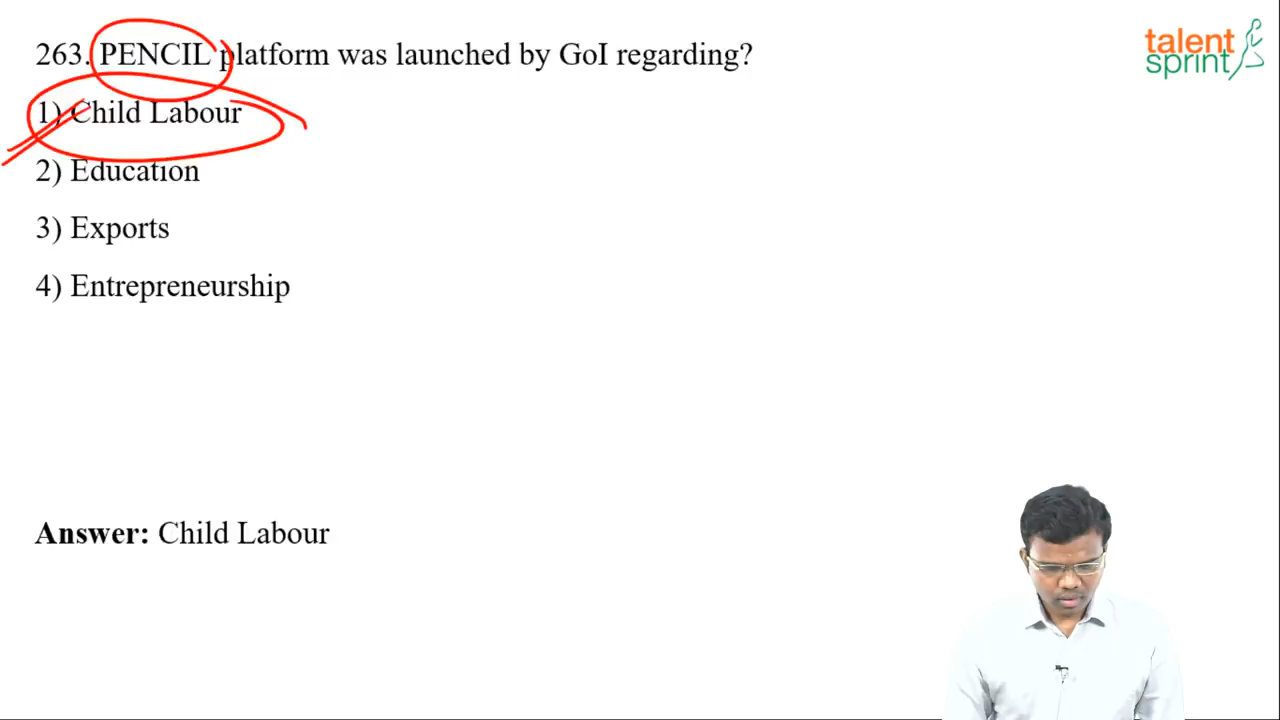 263. PENCIL platform was launched by GoI regarding?
talent
sprint
1) Child Labour
2) Education
3) Exports
4) Entrepreneurship
Answer: Child Labour